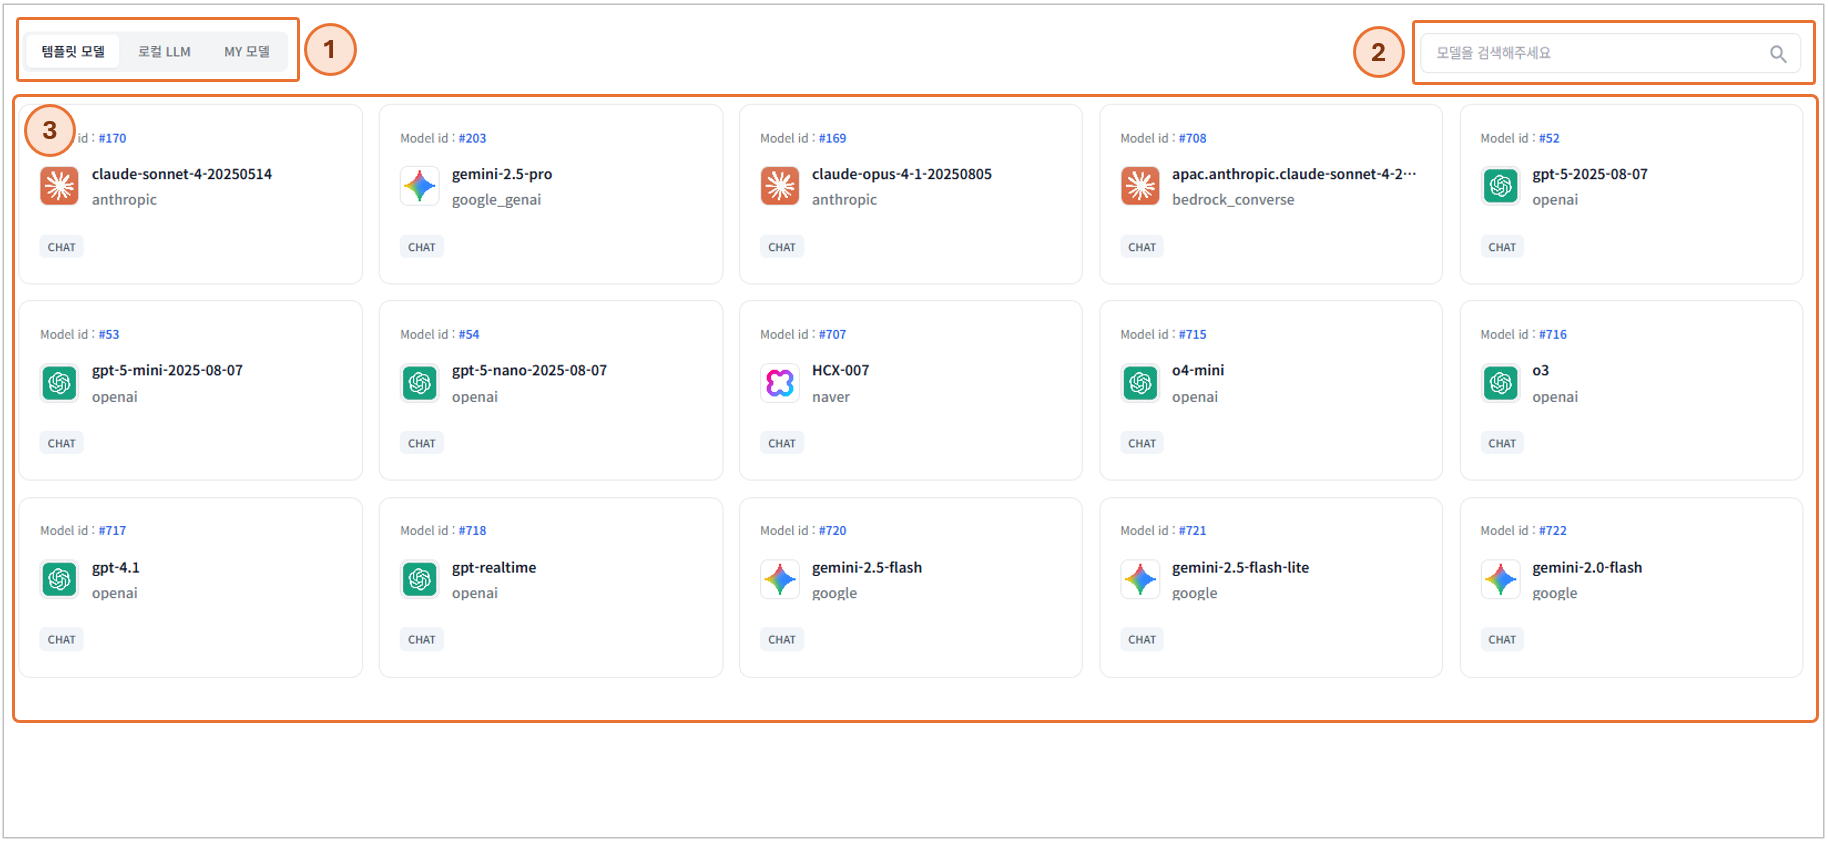 템플릿 모델 로컬 LLM MY 모델
1
2
모델을 검색해주세요
3
id : #170
claude-sonnet-4-20250514
anthropic
CHAT
Model id : #203
gemini-2.5-pro
google_genai
CHAT
Model id : #169
claude-opus-4-1-20250805
anthropic
CHAT
Model id : #708
apac.anthropic.claude-sonnet-4-2···
bedrock_converse
CHAT
Model id : #52
gpt-5-2025-08-07
openai
CHAT
Model id : #53
gpt-5-mini-2025-08-07
openai
CHAT
Model id : #54
gpt-5-nano-2025-08-07
openai
CHAT
Model id : #707
HCX-007
naver
CHAT
Model id : #715
o4-mini
openai
CHAT
Model id : #716
o3
openai
CHAT
Model id : #717
gpt-4.1
openai
CHAT
Model id : #718
gpt-realtime
openai
CHAT
Model id : #720
gemini-2.5-flash
google
CHAT
Model id : #721
gemini-2.5-flash-lite
google
CHAT
Model id : #722
gemini-2.0-flash
google
CHAT